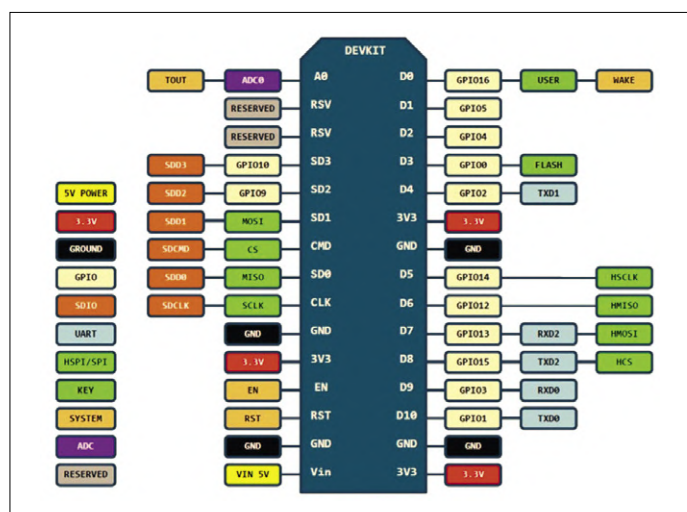 DEVKIT
TOUT ADC0 A0 D0 GPIO16 USER WAKE
RESERVED RSV D1 GPIO5
RESERVED RSV D2 GPIO4
SDD3 GPIO10 SD3 D3 GPIO0 FLASH
5V POWER SDD2 GPIO9 SD2 D4 GPIO2 TXD1
3.3V SDD1 MOSI SD1 3V3 3.3V
GROUND SDCMD CS CMD GND GND
GPIO SDD0 MISO SD0 D5 GPIO14 HSCLK
SDIO SDCLK SCLK CLK D6 GPIO12 HMISO
UART GND GND D7 GPIO13 RXD2 HMOSI
HSPI/SPI 3.3V 3V3 D8 GPIO15 TXD2 HCS
KEY EN EN D9 GPIO3 RXD0
SYSTEM RST RST D10 GPIO1 TXD0
ADC GND GND GND GND
RESERVED VIN 5V Vin 3V3 3.3V